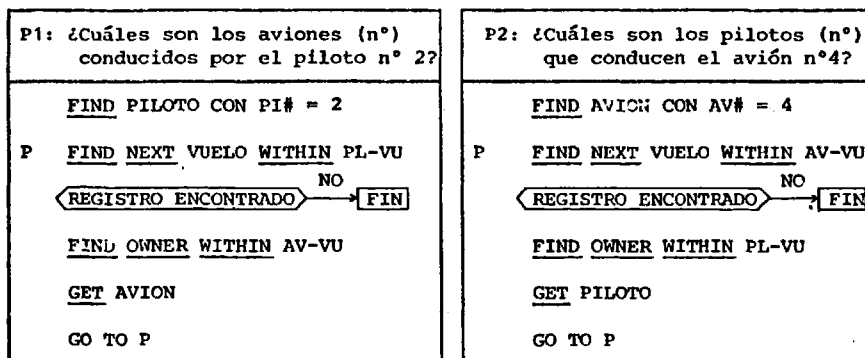 P1: ¿Cuáles son los aviones (n°)
conducidos por el piloto n° 2?
FIND PILOTO CON PI# = 2
P FIND NEXT VUELO WITHIN PL-VU
REGISTRO ENCONTRADO NO FIN
FIND OWNER WITHIN AV-VU
GET AVION
GO TO P
P2: ¿Cuáles son los pilotos (n°)
que conducen el avión n°4?
FIND AVION CON AV# = 4
P FIND NEXT VUELO WITHIN AV-VU
REGISTRO ENCONTRADO NO FIN
FIND OWNER WITHIN PL-VU
GET PILOTO
GO TO P